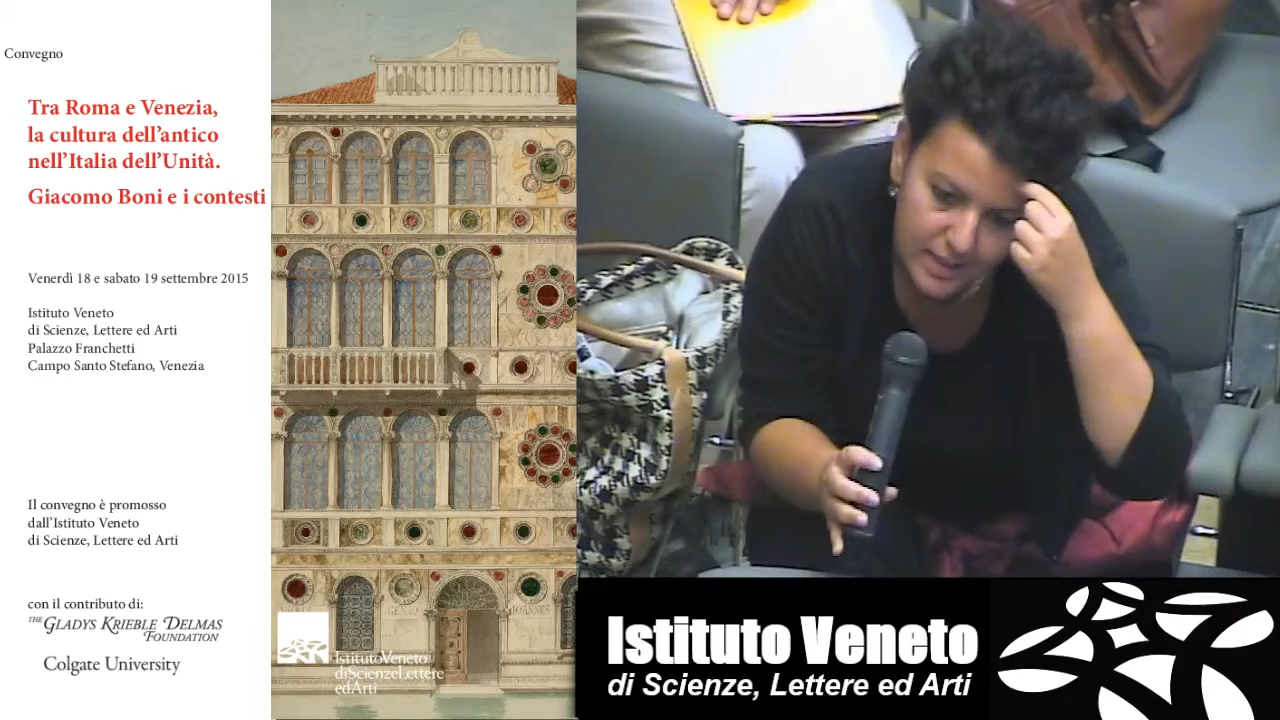 Convegno
Tra Roma e Venezia,
la cultura dell'antico
nell'Italia dell'Unità.
Giacomo Boni e i contesti
Venerdì 18 e sabato 19 settembre 2015
Istituto Veneto
di Scienze, Lettere ed Arti
Palazzo Franchetti
Campo Santo Stefano, Venezia
Il convegno è promosso
dall'Istituto Veneto
di Scienze, Lettere ed Arti
con il contributo di:
THE GLADYS KRIEBLE DELMAS
FOUNDATION
Colgate University
GENIO IOANNES
IstitutoVeneto
diScienzeLettere
edArti
Istituto Veneto
di Scienze, Lettere ed Arti